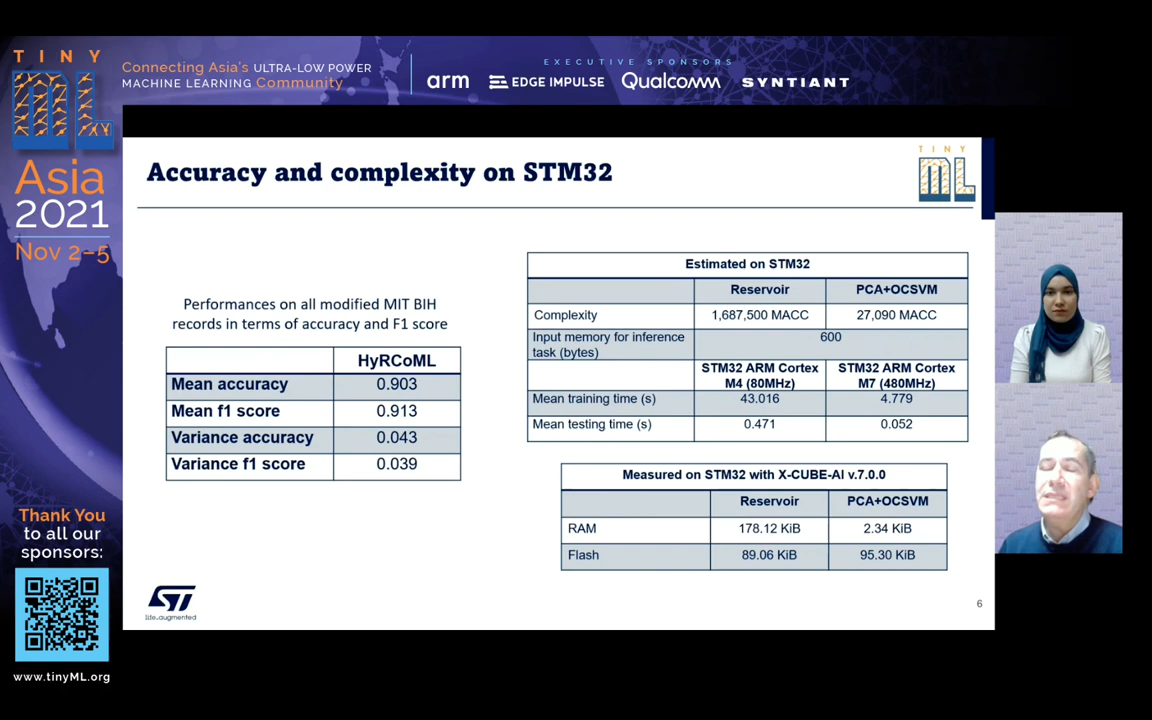 TINY
ML
Asia
2021
Nov 2–5
Connecting Asia's ULTRA-LOW POWER
MACHINE LEARNING Community
EXECUTIVE SPONSORS
arm EDGE IMPULSE Qualcomm SYNTIANT
Accuracy and complexity on STM32
TINY
ML
Performances on all modified MIT BIH
records in terms of accuracy and F1 score
HyRCoML
Mean accuracy 0.903
Mean f1 score 0.913
Variance accuracy 0.043
Variance f1 score 0.039
Estimated on STM32
Reservoir PCA+OCSVM
Complexity 1,687,500 MACC 27,090 MACC
Input memory for inference
task (bytes) 600
STM32 ARM Cortex STM32 ARM Cortex
M4 (80MHz) M7 (480MHz)
Mean training time (s) 43.016 4.779
Mean testing time (s) 0.471 0.052
Measured on STM32 with X-CUBE-AI v.7.0.0
Reservoir PCA+OCSVM
RAM 178.12 KiB 2.34 KiB
Flash 89.06 KiB 95.30 KiB
ST
life.augmented
6
Thank You
to all our
sponsors:
www.tinyML.org